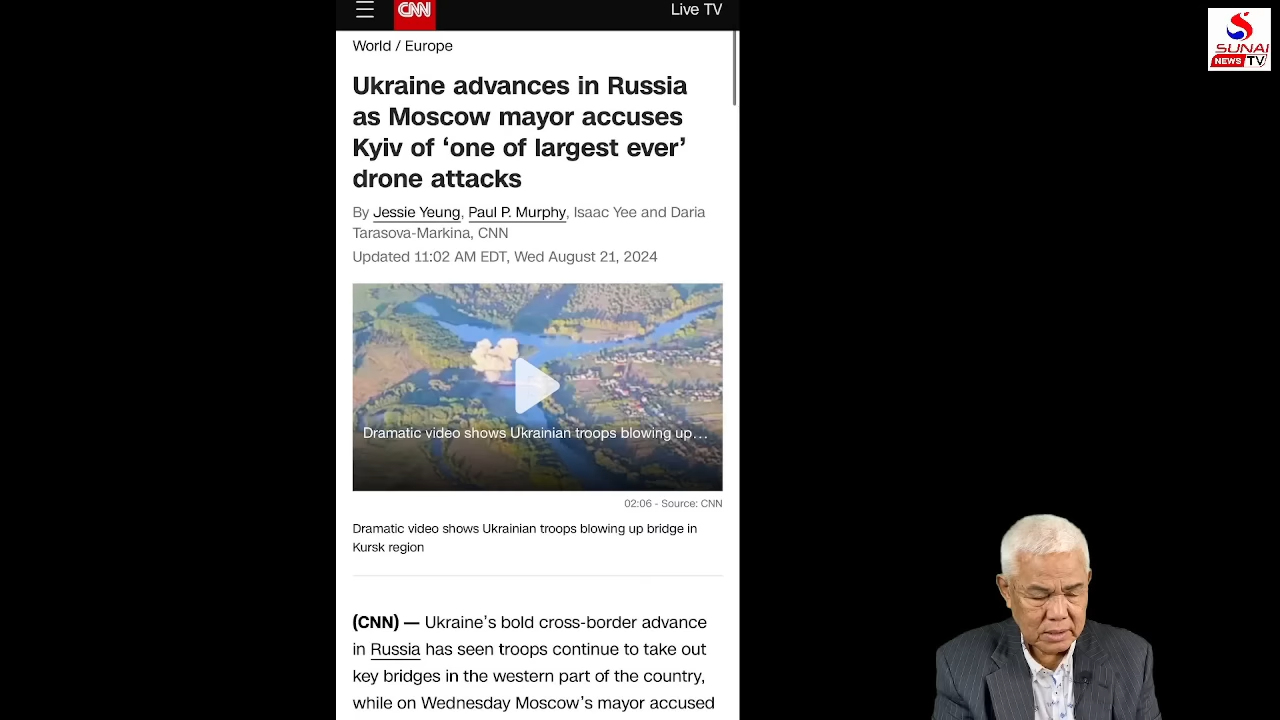 CNN
Live TV
SUNAI
NEWS TV
World / Europe
Ukraine advances in Russia
as Moscow mayor accuses
Kyiv of ‘one of largest ever’
drone attacks
By Jessie Yeung, Paul P. Murphy, Isaac Yee and Daria
Tarasova-Markina, CNN
Updated 11:02 AM EDT, Wed August 21, 2024
Dramatic video shows Ukrainian troops blowing up...
02:06 - Source: CNN
Dramatic video shows Ukrainian troops blowing up bridge in
Kursk region
(CNN) — Ukraine’s bold cross-border advance
in Russia has seen troops continue to take out
key bridges in the western part of the country,
while on Wednesday Moscow’s mayor accused